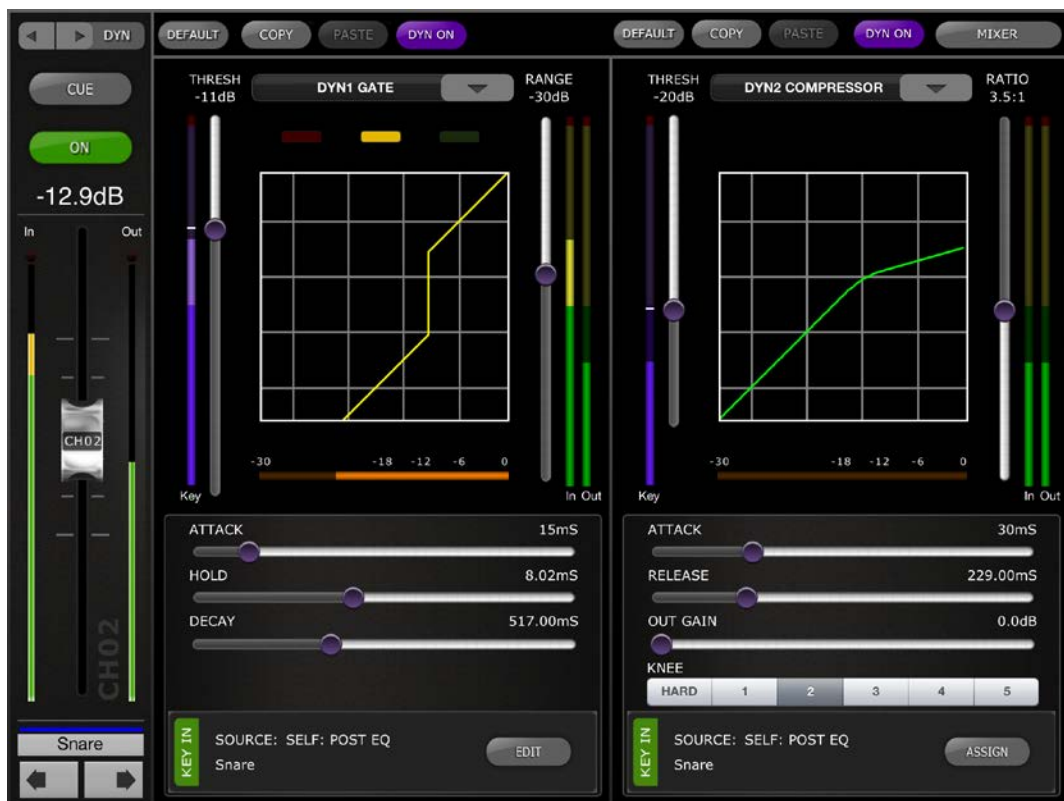 DYN
DEFAULT COPY PASTE DYN ON
DEFAULT COPY PASTE DYN ON MIXER
CUE
ON
-12.9dB
In Out
CH02
CH02
Snare
THRESH
-11dB
DYN1 GATE
RANGE
-30dB
-30 -18 -12 -6 0
Key
In Out
ATTACK 15mS
HOLD 8.02mS
DECAY 517.00mS
KEY IN
SOURCE: SELF: POST EQ
Snare
EDIT
THRESH
-20dB
DYN2 COMPRESSOR
RATIO
3.5:1
-30 -18 -12 -6 0
Key
In Out
ATTACK 30mS
RELEASE 229.00mS
OUT GAIN 0.0dB
KNEE
HARD 1 2 3 4 5
KEY IN
SOURCE: SELF: POST EQ
Snare
ASSIGN